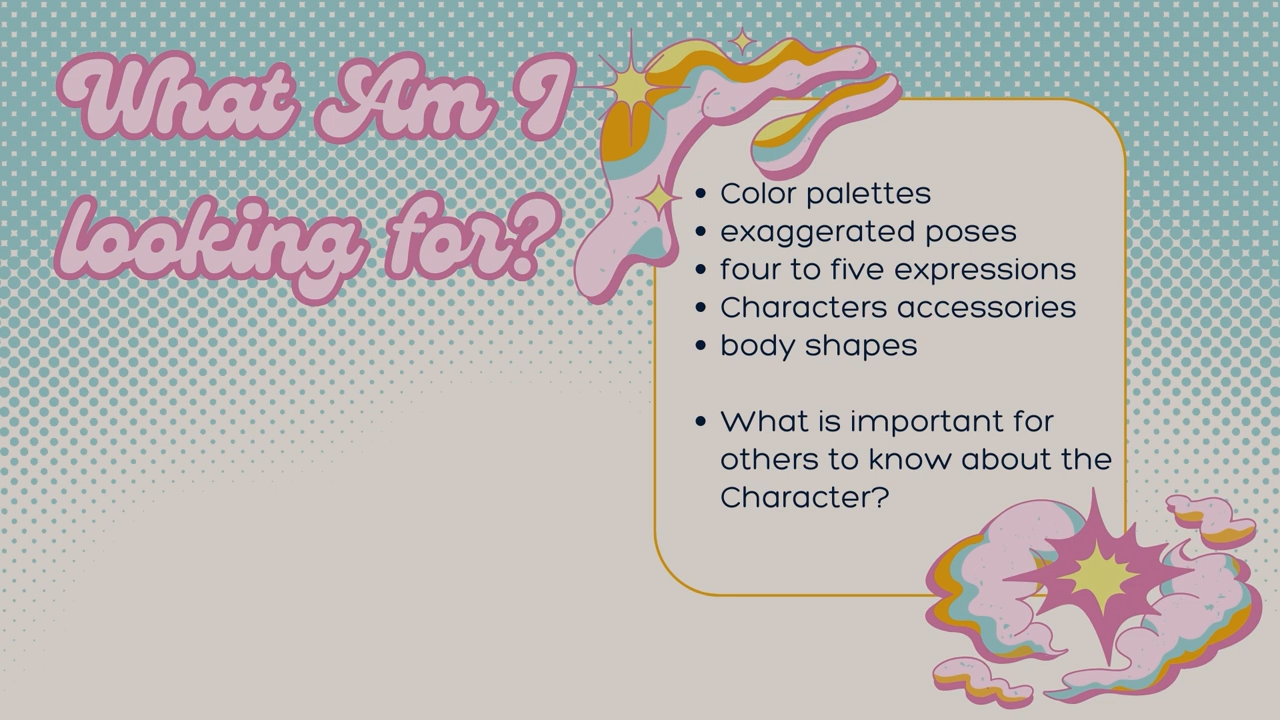 What Am I
looking for?
• Color palettes
• exaggerated poses
• four to five expressions
• Characters accessories
• body shapes
• What is important for
others to know about the
Character?